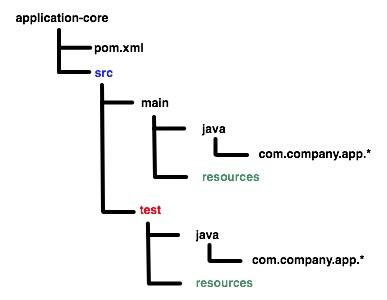 application-core
pom.xml
src
main
java
com.company.app.*
resources
test
java
com.company.app.*
resources